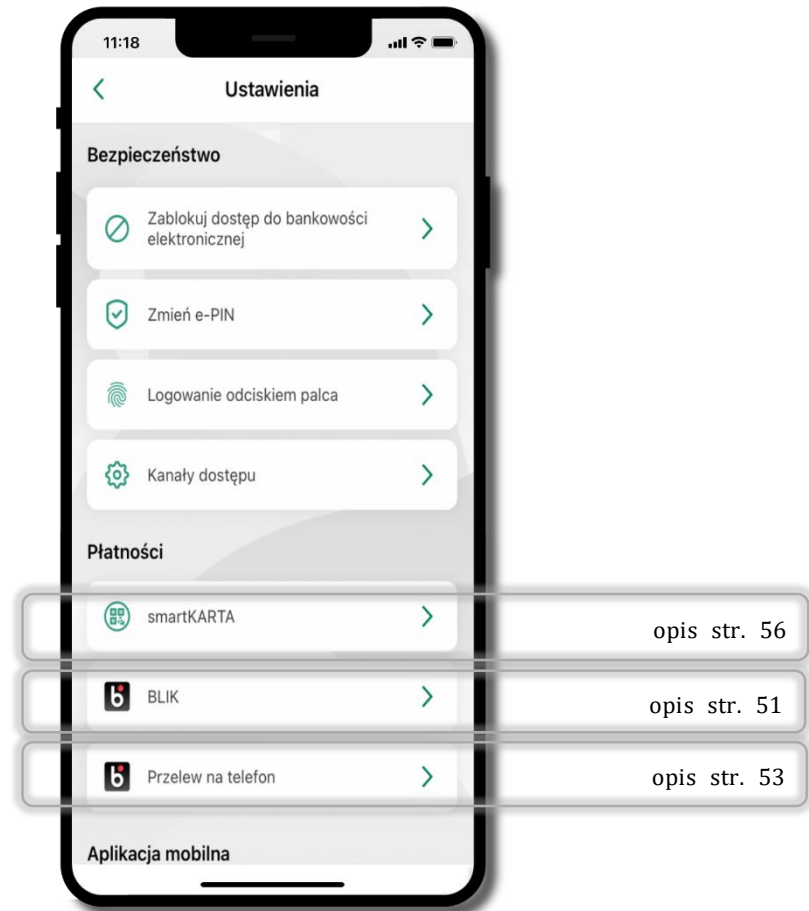 11:18
Ustawienia
Bezpieczeństwo
Zablokuj dostęp do bankowości
elektronicznej
Zmień e-PIN
Logowanie odciskiem palca
Kanały dostępu
Płatności
smartKARTA
opis str. 56
BLIK
opis str. 51
Przelew na telefon
opis str. 53
Aplikacja mobilna